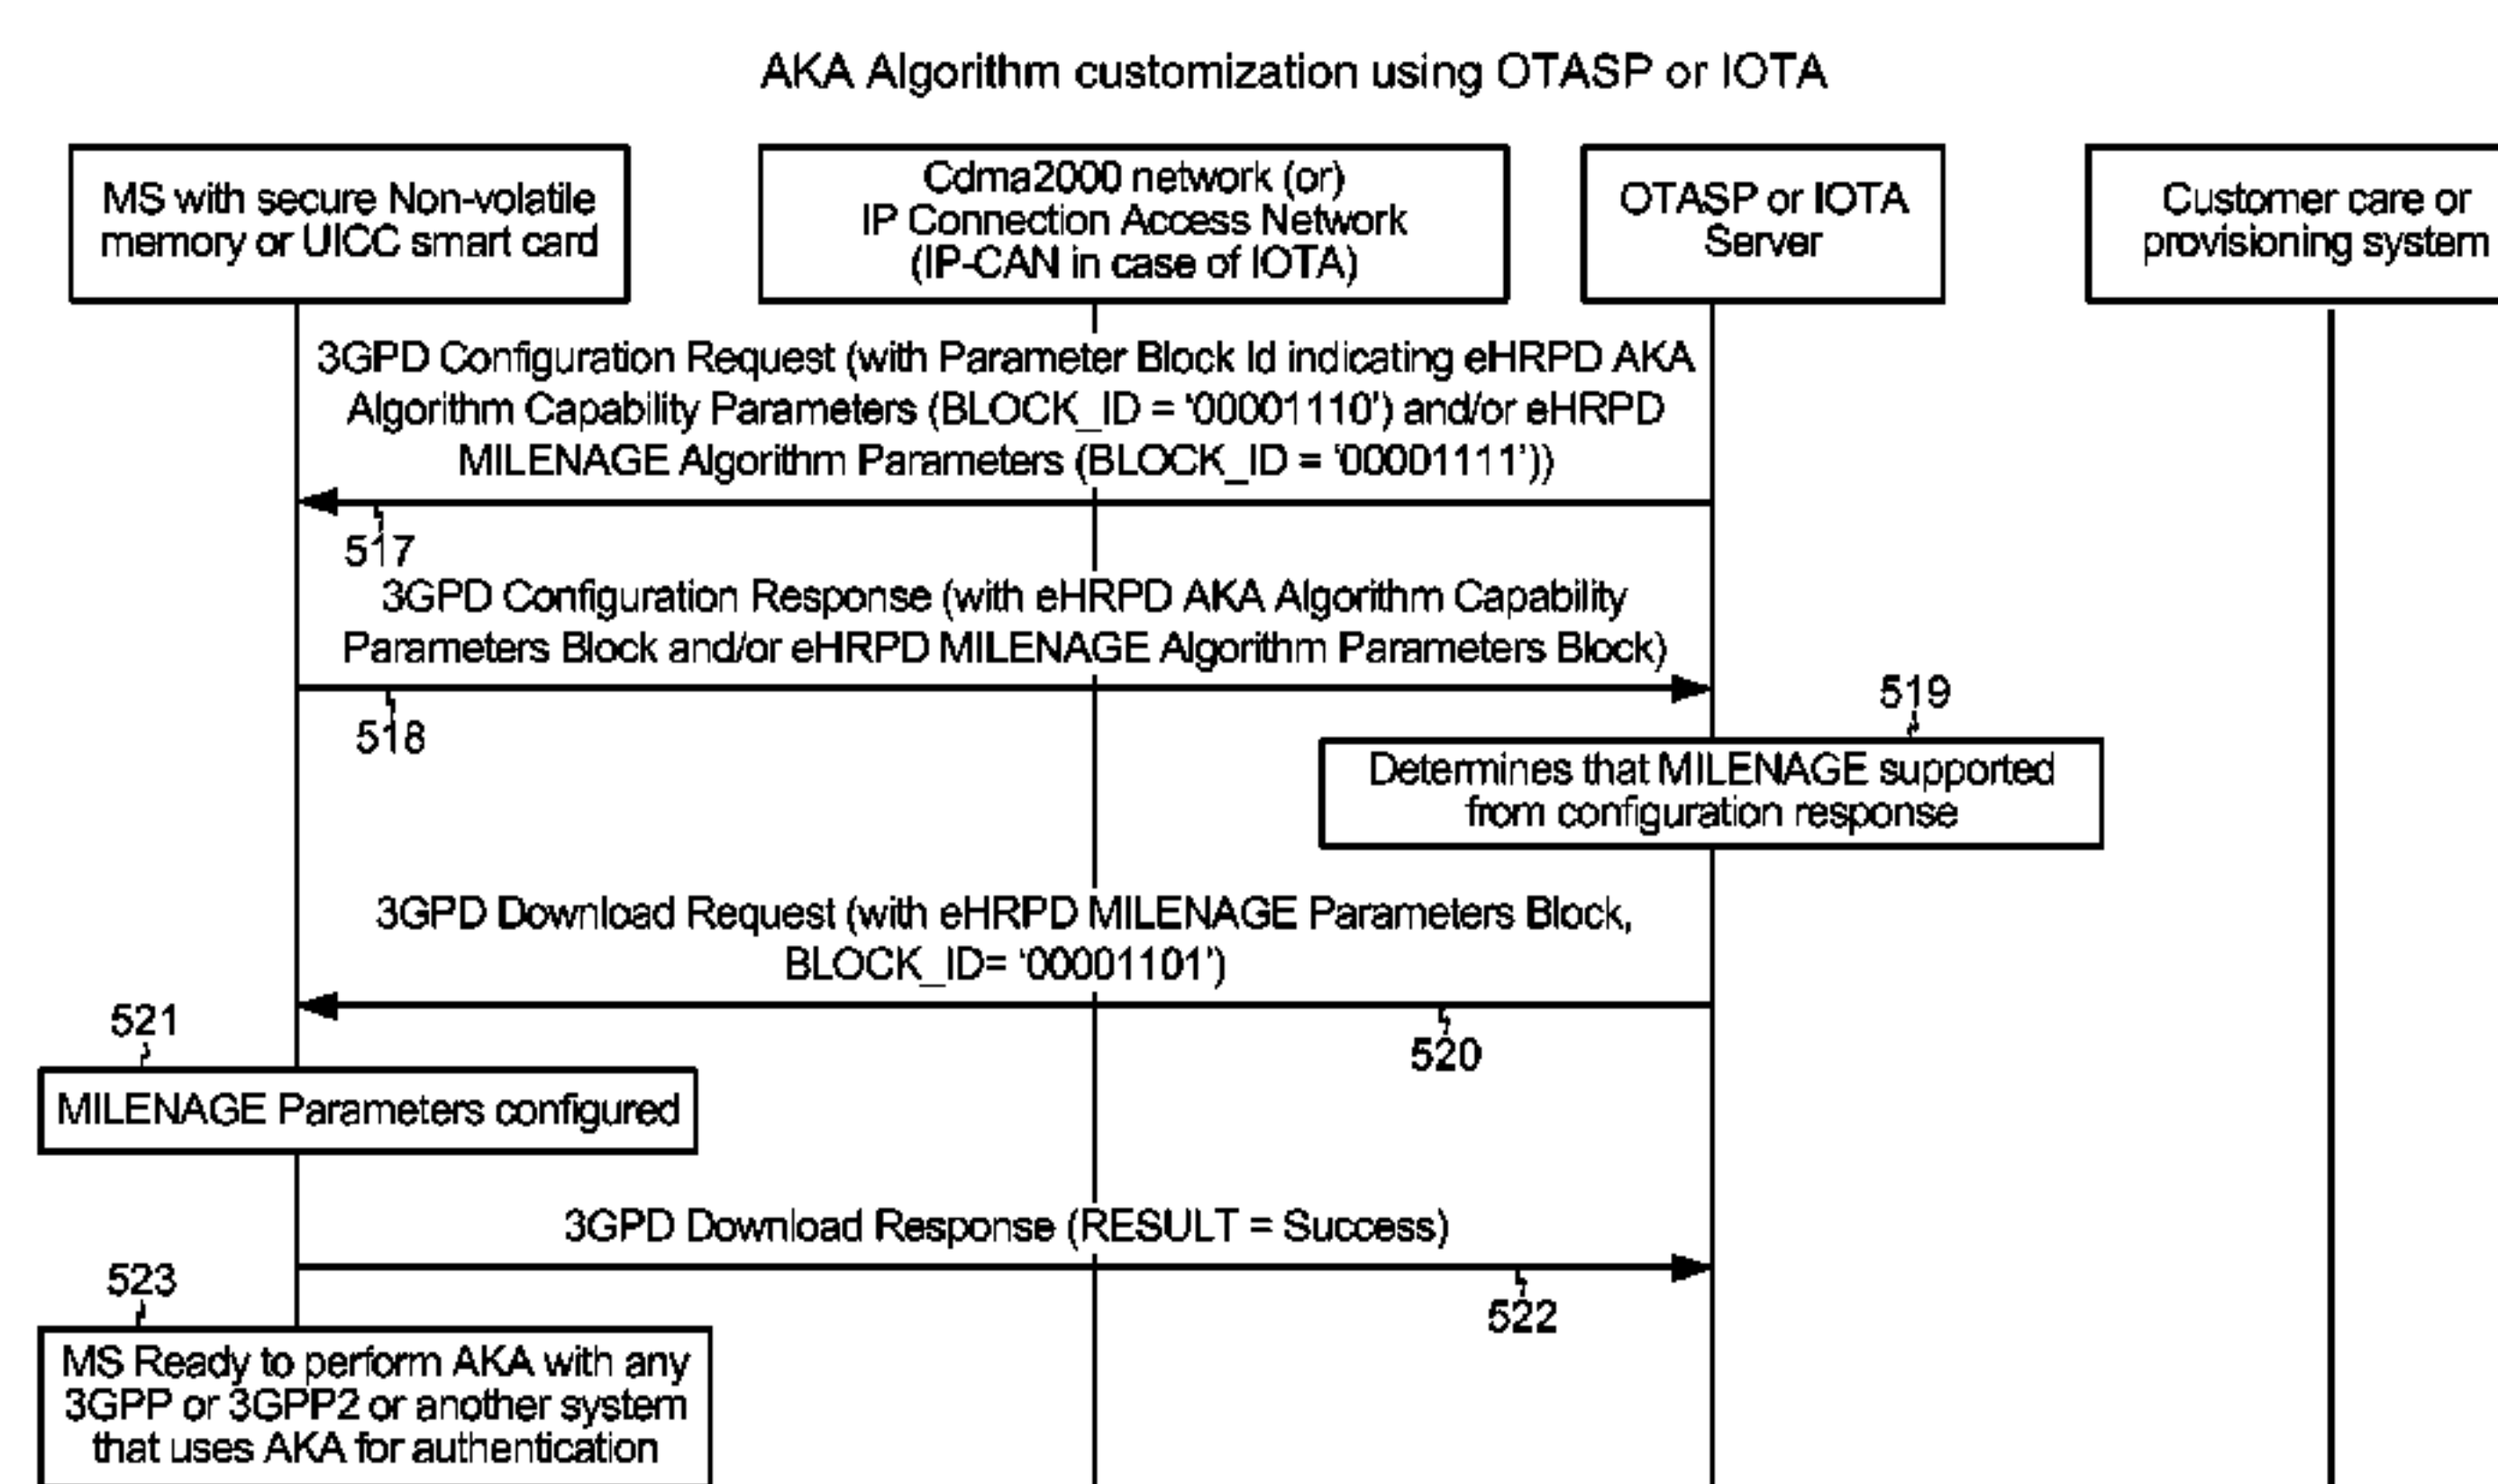 AKA Algorithm customization using OTASP or IOTA
MS with secure Non-volatile
memory or UICC smart card
Cdma2000 network (or)
IP Connection Access Network
(IP-CAN in case of IOTA)
OTASP or IOTA
Server
Customer care or
provisioning system
3GPD Configuration Request (with Parameter Block Id indicating eHRPD AKA
Algorithm Capability Parameters (BLOCK_ID = '00001110') and/or eHRPD
MILENAGE Algorithm Parameters (BLOCK_ID = '00001111'))
517
3GPD Configuration Response (with eHRPD AKA Algorithm Capability
Parameters Block and/or eHRPD MILENAGE Algorithm Parameters Block)
518
519
Determines that MILENAGE supported
from configuration response
3GPD Download Request (with eHRPD MILENAGE Parameters Block,
BLOCK_ID= '00001101')
520
521
MILENAGE Parameters configured
3GPD Download Response (RESULT = Success)
522
523
MS Ready to perform AKA with any
3GPP or 3GPP2 or another system
that uses AKA for authentication